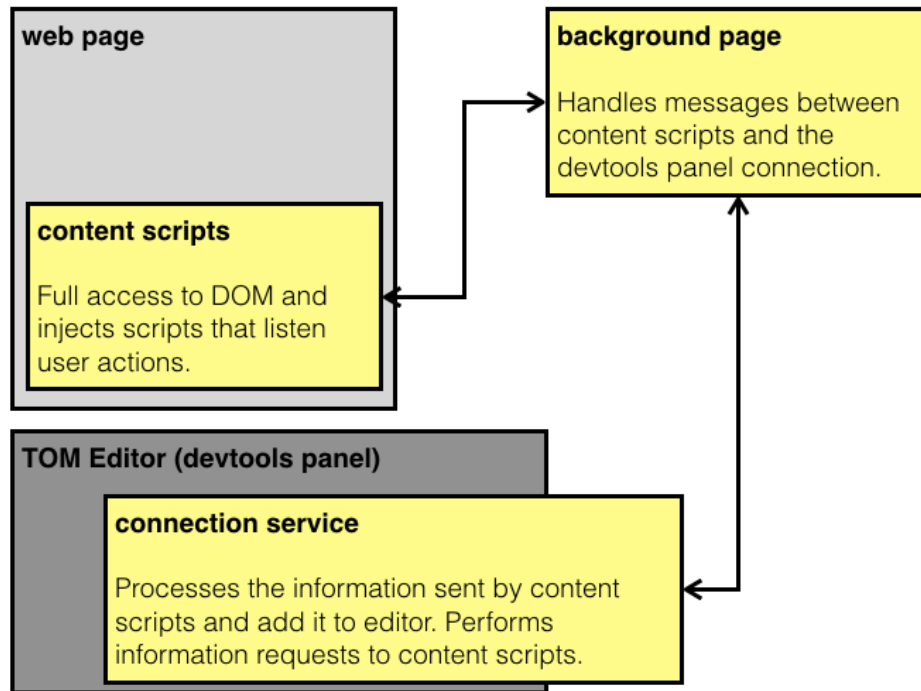 web page
content scripts
Full access to DOM and
injects scripts that listen
user actions.
background page
Handles messages between
content scripts and the
devtools panel connection.
TOM Editor (devtools panel)
connection service
Processes the information sent by content
scripts and add it to editor. Performs
information requests to content scripts.